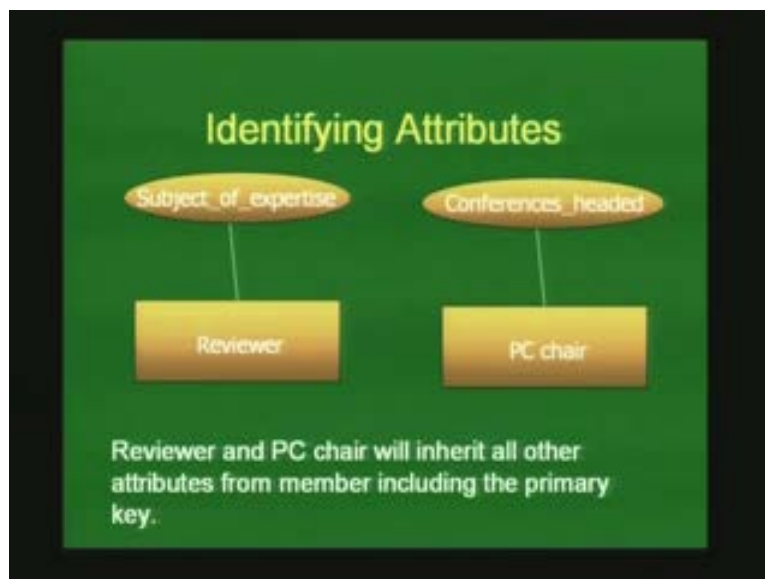 Identifying Attributes
Subject_of_expertise
Conferences_headed
Reviewer
PC chair
Reviewer and PC chair will inherit all other
attributes from member including the primary
key.